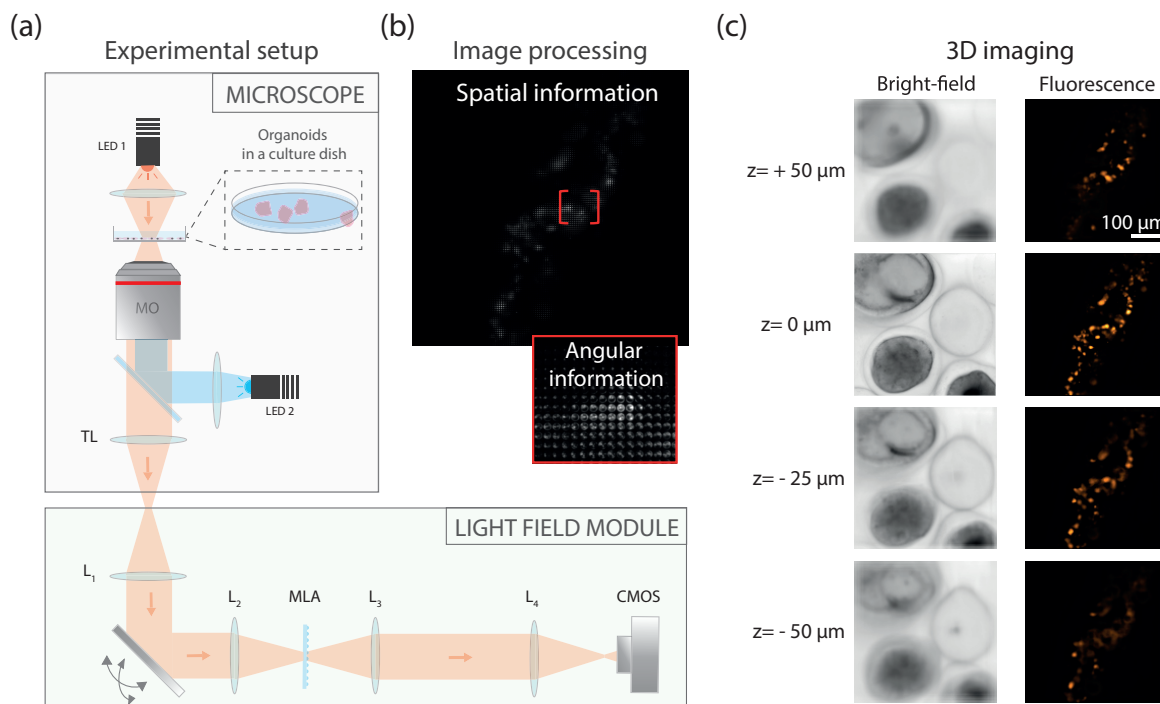 (a)
Experimental setup
MICROSCOPE
LED 1
Organoids
in a culture dish
MO
LED 2
TL
LIGHT FIELD MODULE
L1
L2
MLA
L3
L4
CMOS
(b)
Image processing
Spatial information
Angular
information
(c)
3D imaging
Bright-field
Fluorescence
z= + 50 µm
100 µm
z= 0 µm
z= - 25 µm
z= - 50 µm